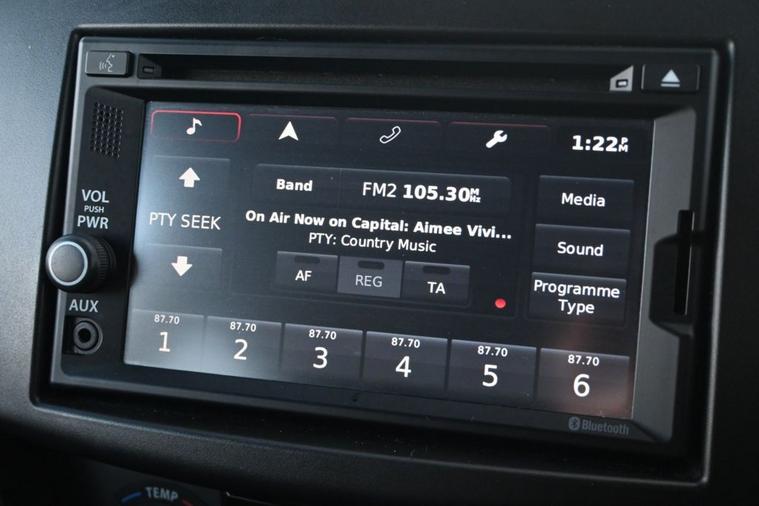 1:22 PM
VOL
PUSH
PWR
AUX
PTY SEEK
Band
FM2 105.30 MHz
On Air Now on Capital: Aimee Vivi...
PTY: Country Music
AF
REG
TA
Media
Sound
Programme
Type
87.70 87.70 87.70 87.70 87.70 87.70
1 2 3 4 5 6
Bluetooth
TEMP